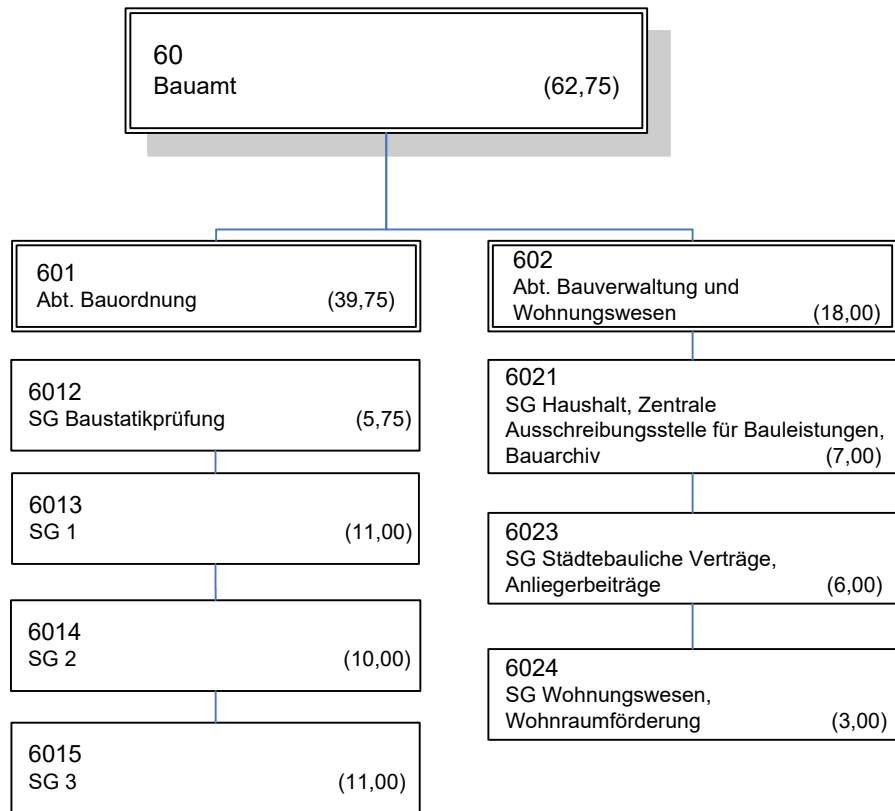 60
Bauamt (62,75)
601
Abt. Bauordnung (39,75)
6012
SG Baustatikprüfung (5,75)
6013
SG 1 (11,00)
6014
SG 2 (10,00)
6015
SG 3 (11,00)
602
Abt. Bauverwaltung und
Wohnungswesen (18,00)
6021
SG Haushalt, Zentrale
Ausschreibungsstelle für Bauleistungen,
Bauarchiv (7,00)
6023
SG Städtebauliche Verträge,
Anliegerbeiträge (6,00)
6024
SG Wohnungswesen,
Wohnraumförderung (3,00)